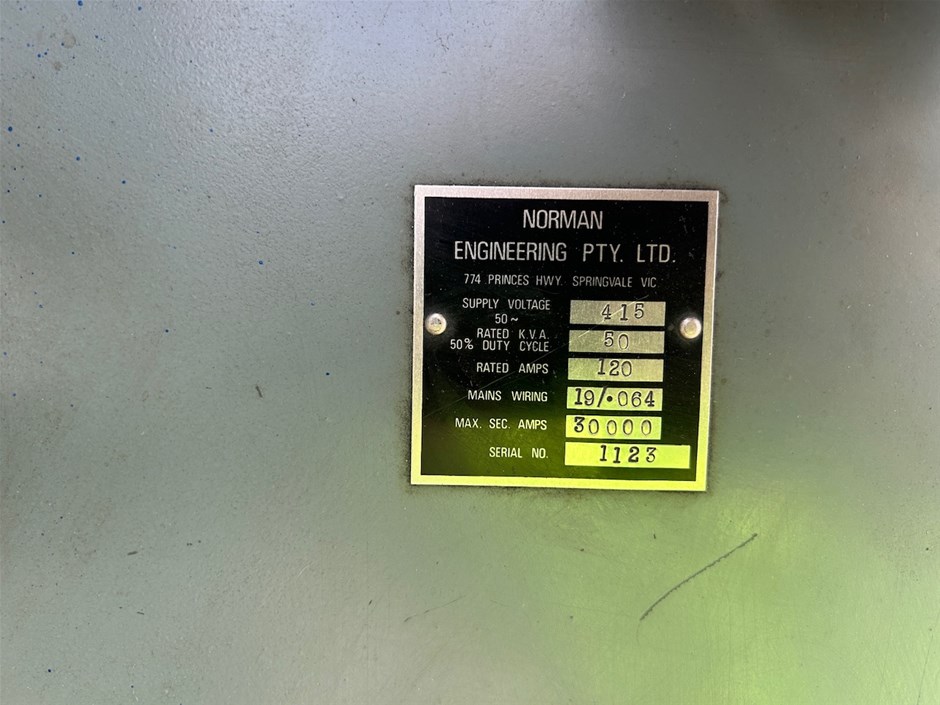 NORMAN
ENGINEERING PTY. LTD.
774 PRINCES HWY. SPRINGVALE VIC
SUPPLY VOLTAGE 415
50~
RATED K.V.A. 50
50% DUTY CYCLE
RATED AMPS 120
MAINS WIRING 19/.064
MAX. SEC. AMPS 30000
SERIAL NO. 1123